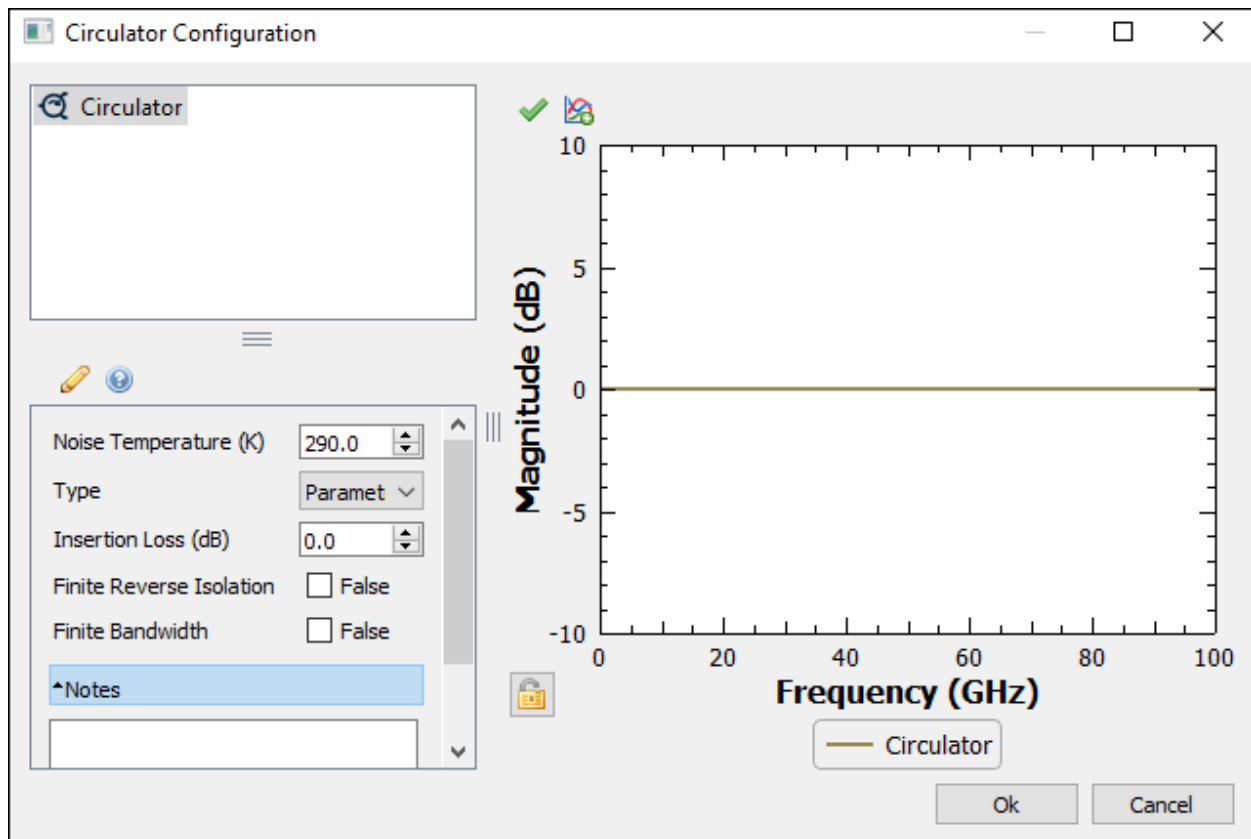 Circulator Configuration
Circulator
Noise Temperature (K) 290.0
Type Paramet
Insertion Loss (dB) 0.0
Finite Reverse Isolation False
Finite Bandwidth False
Notes
Magnitude (dB)
10
5
0
-5
-10
0 20 40 60 80 100
Frequency (GHz)
Circulator
Ok Cancel